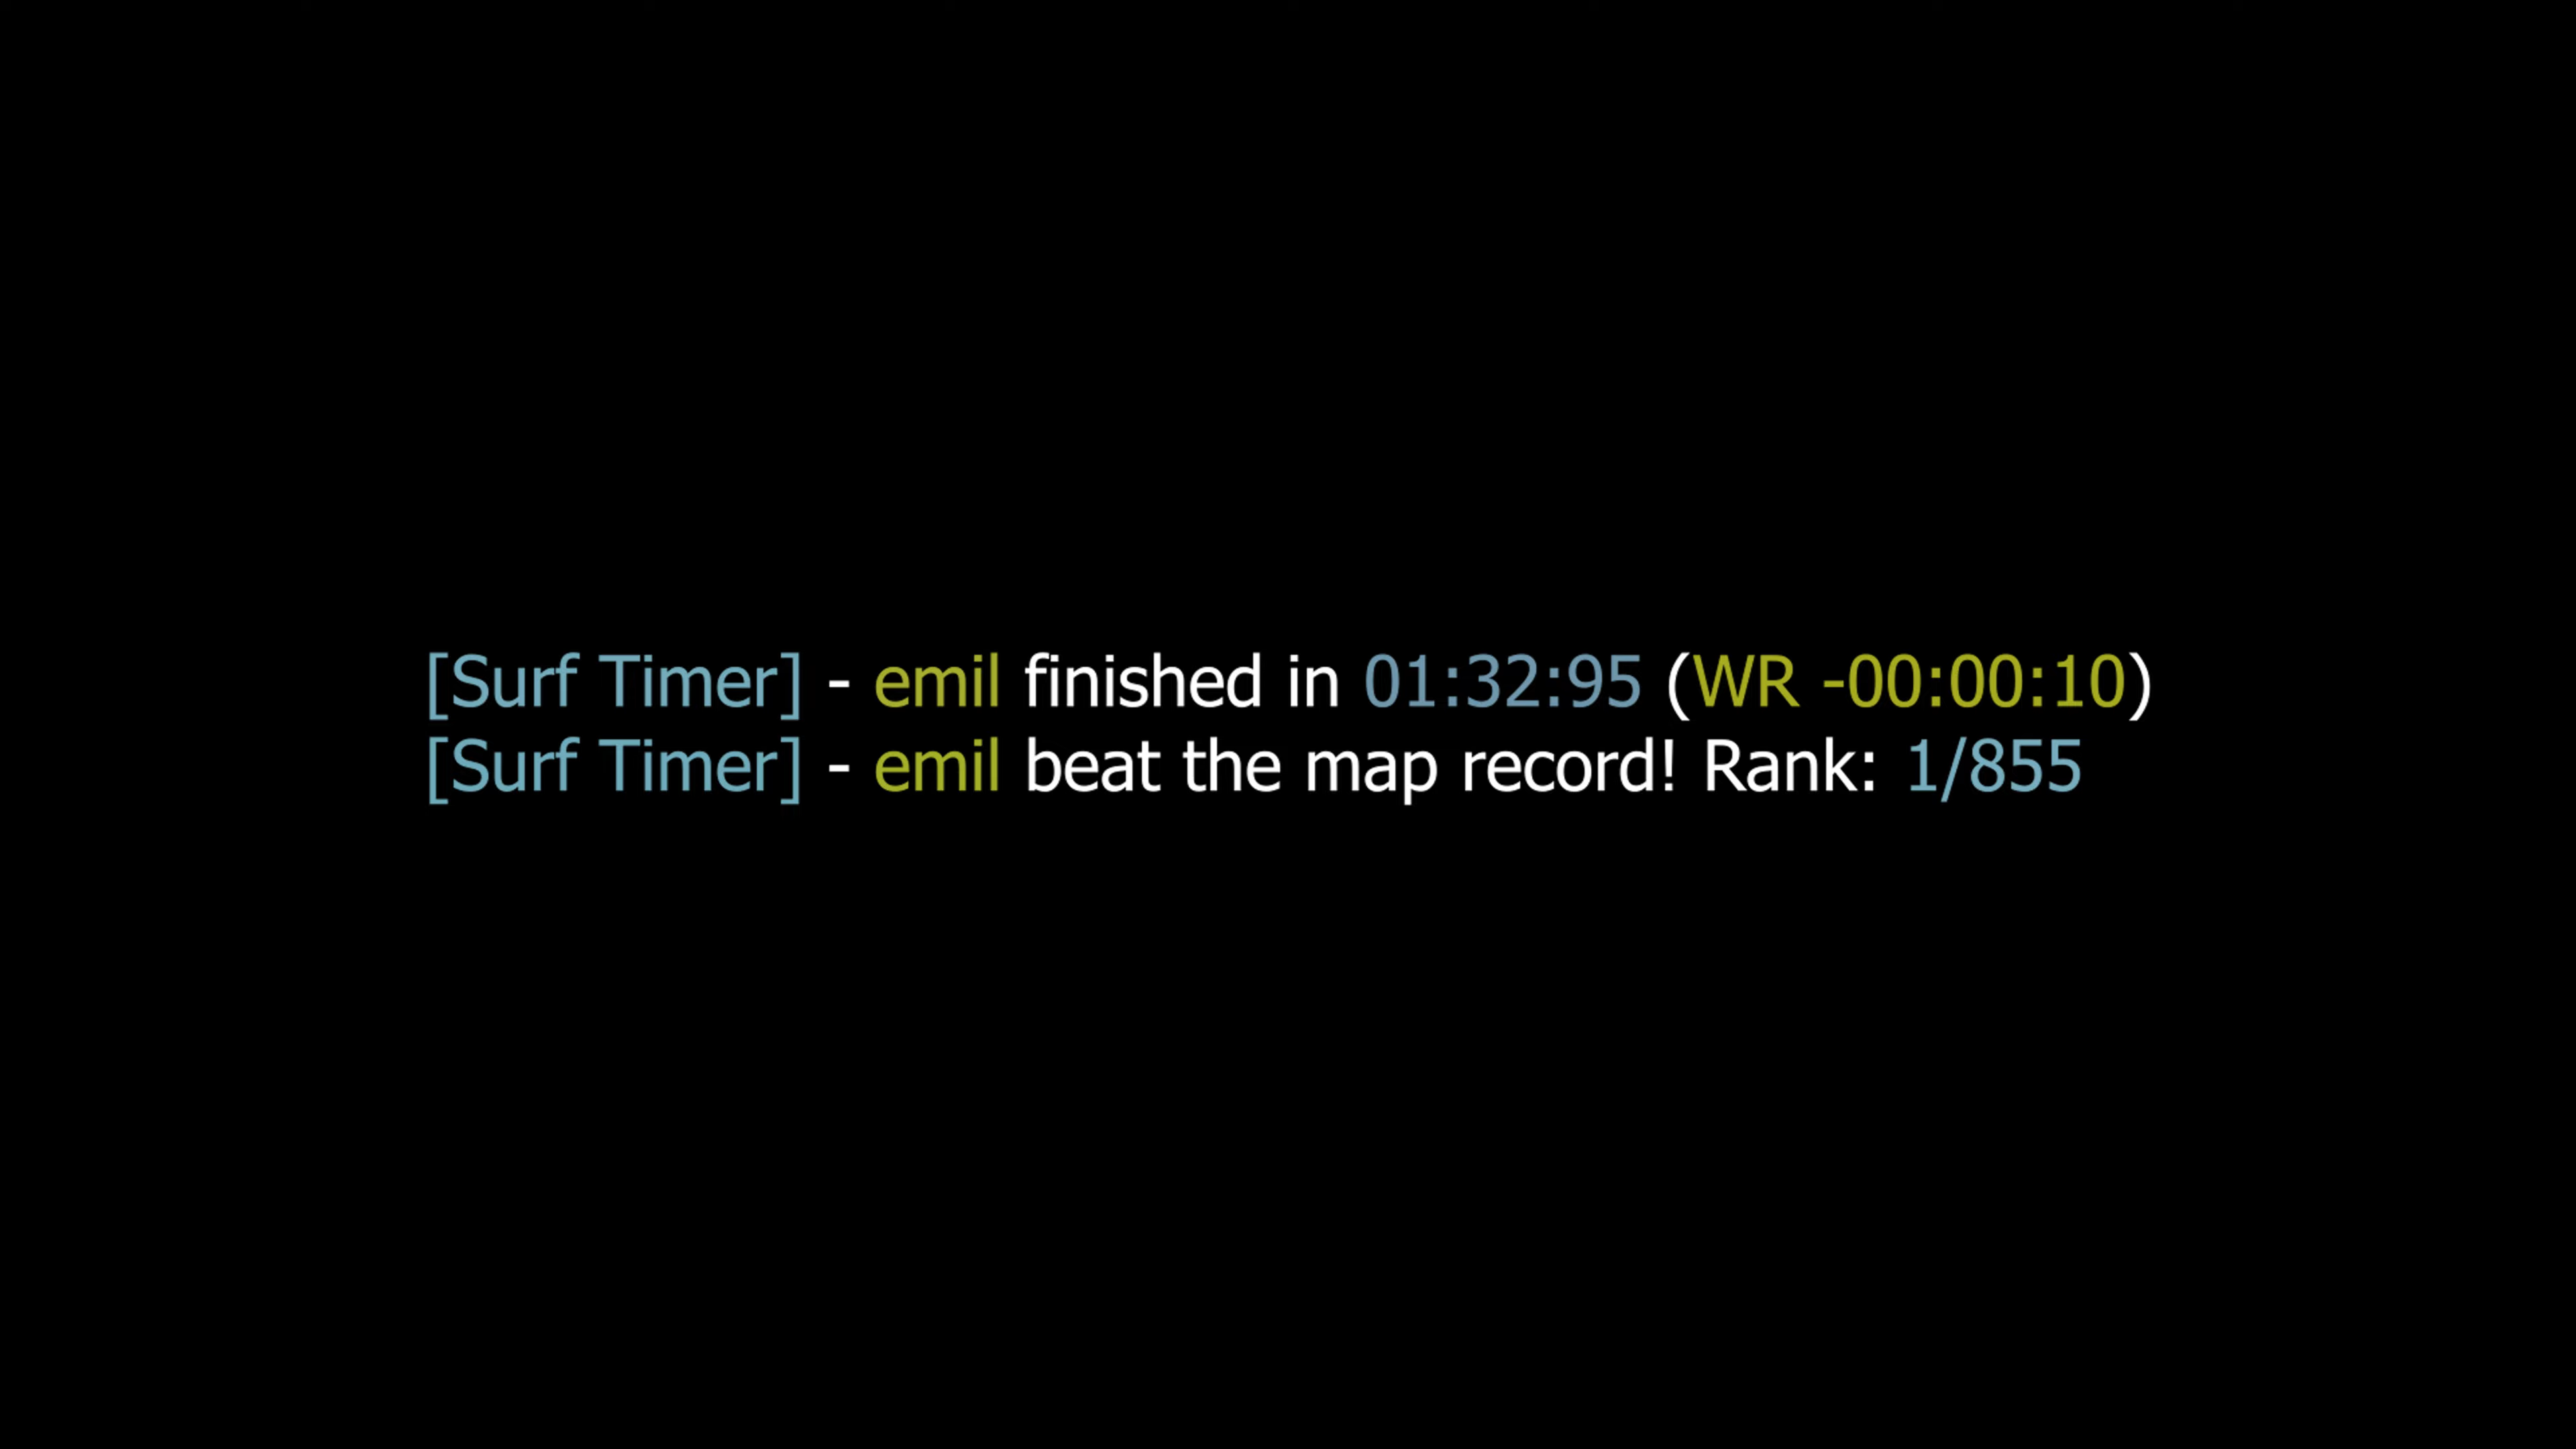 [Surf Timer] - emil finished in 01:32:95 (WR -00:00:10)
[Surf Timer] - emil beat the map record! Rank: 1/855